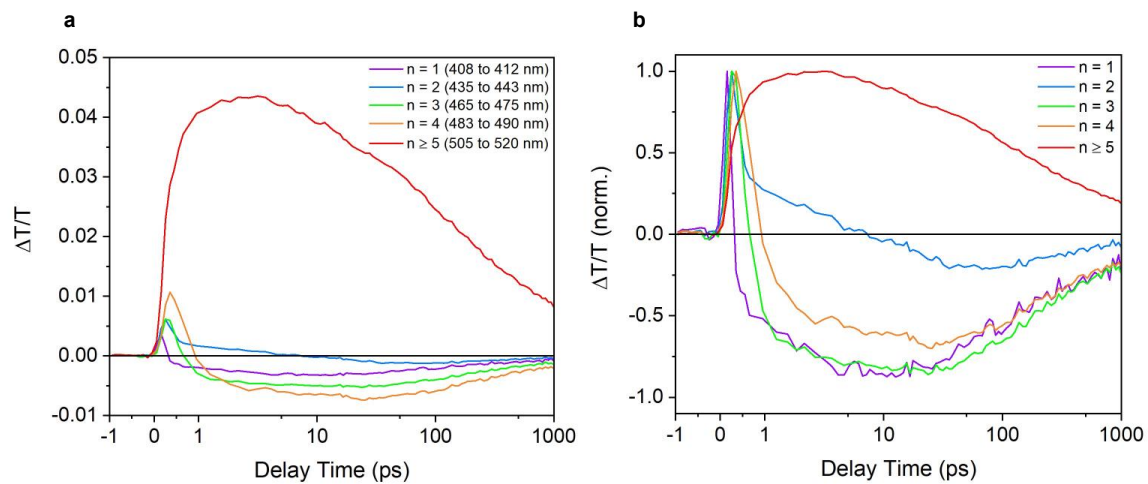 a
0.05
0.04
0.03
0.02
0.01
0.00
-0.01
ΔT/T
n = 1 (408 to 412 nm)
n = 2 (435 to 443 nm)
n = 3 (465 to 475 nm)
n = 4 (483 to 490 nm)
n ≥ 5 (505 to 520 nm)
-1 0 1 10 100 1000
Delay Time (ps)
b
1.0
0.5
0.0
-0.5
-1.0
ΔT/T (norm.)
n = 1
n = 2
n = 3
n = 4
n ≥ 5
-1 0 1 10 100 1000
Delay Time (ps)